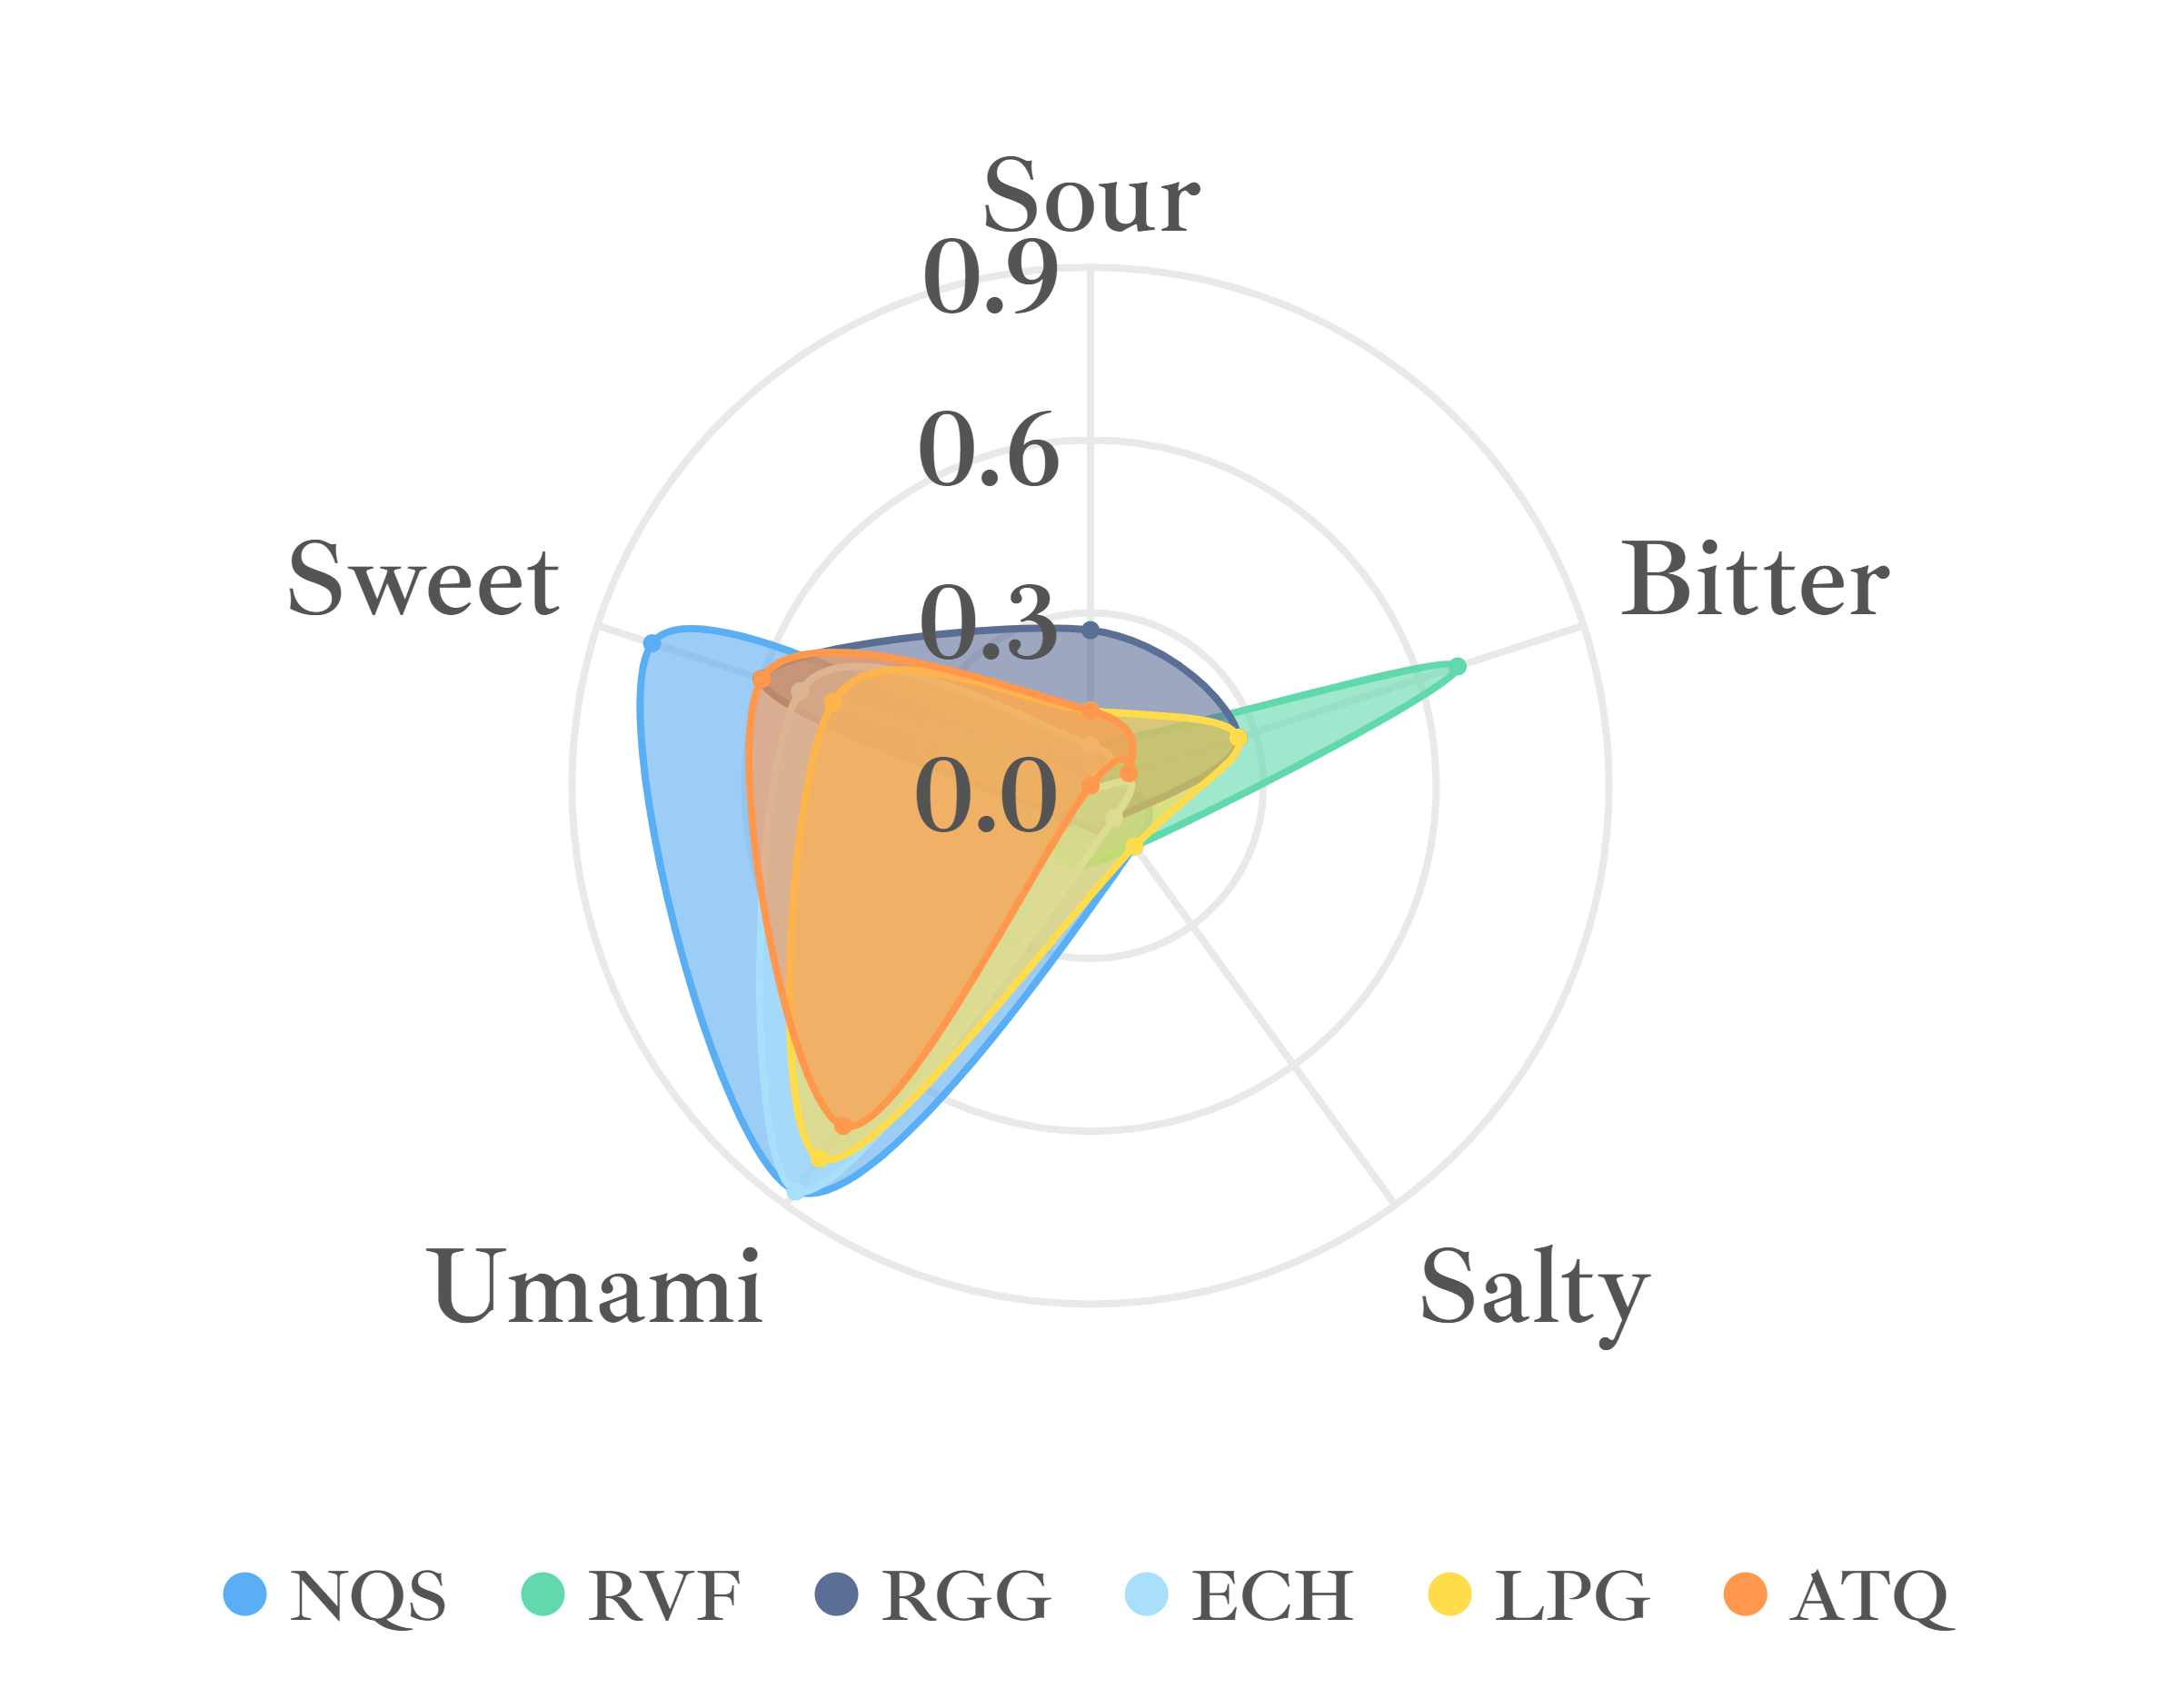 Sour
0.9
0.6
Sweet
Bitter
0.3
0.0
Umami
Salty
NQS RVF RGG ECH LPG ATQ